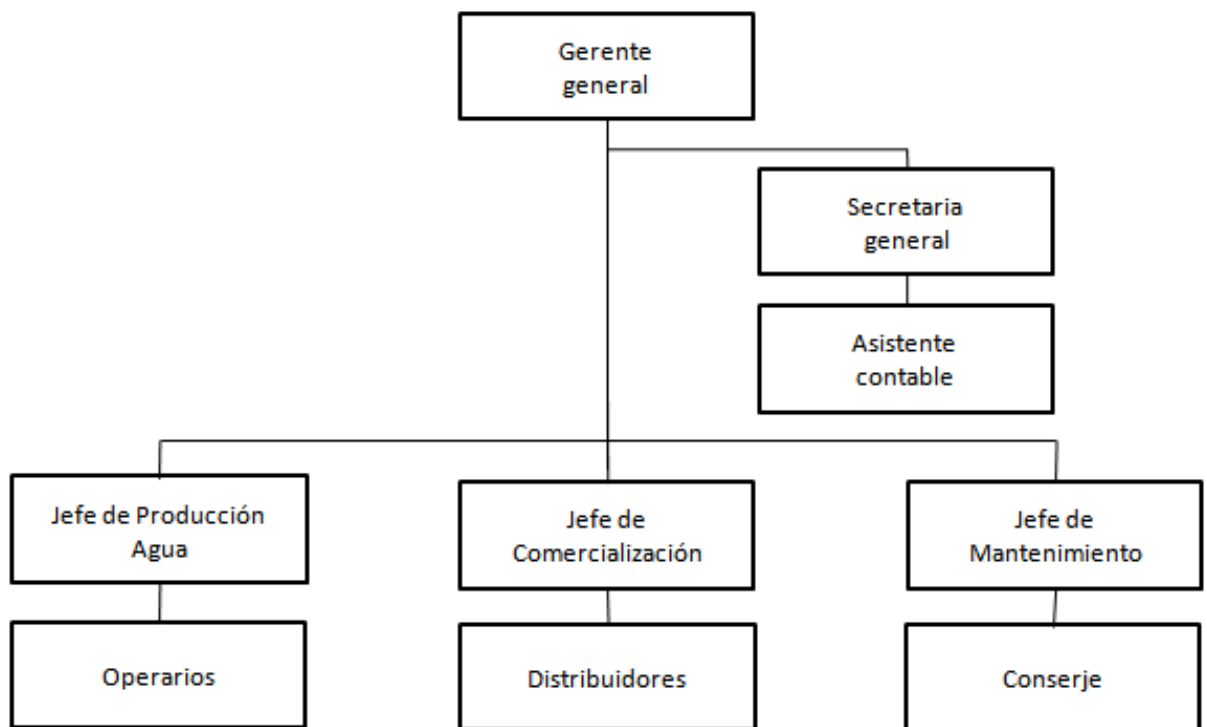 Gerente
general
Secretaria
general
Asistente
contable
Jefe de Producción
Agua
Jefe de
Comercialización
Jefe de
Mantenimiento
Operarios
Distribuidores
Conserje